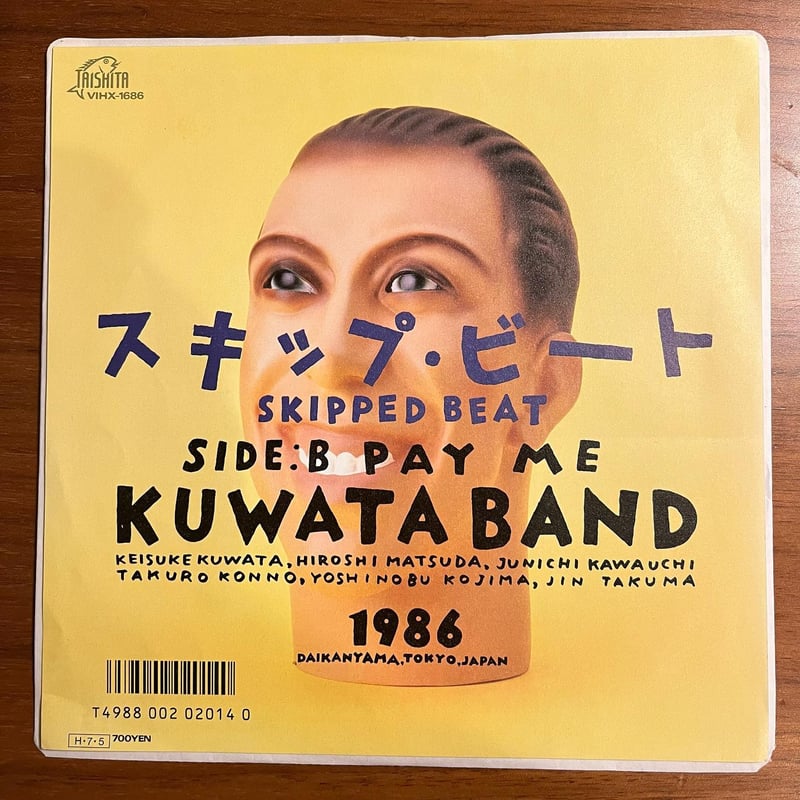 TAISHITA
VIHX-1686
スキップ・ビート
SKIPPED BEAT
SIDE:B PAY ME
KUWATA BAND
KEISUKE KUWATA, HIROSHI MATSUDA, JUNICHI KAWAUCHI
TAKURO KONNO, YOSHINOBU KOJIMA, JIN TAKUMA
1986
DAIKANYAMA, TOKYO, JAPAN
T4988 002 02014 0
H・7・5 700YEN